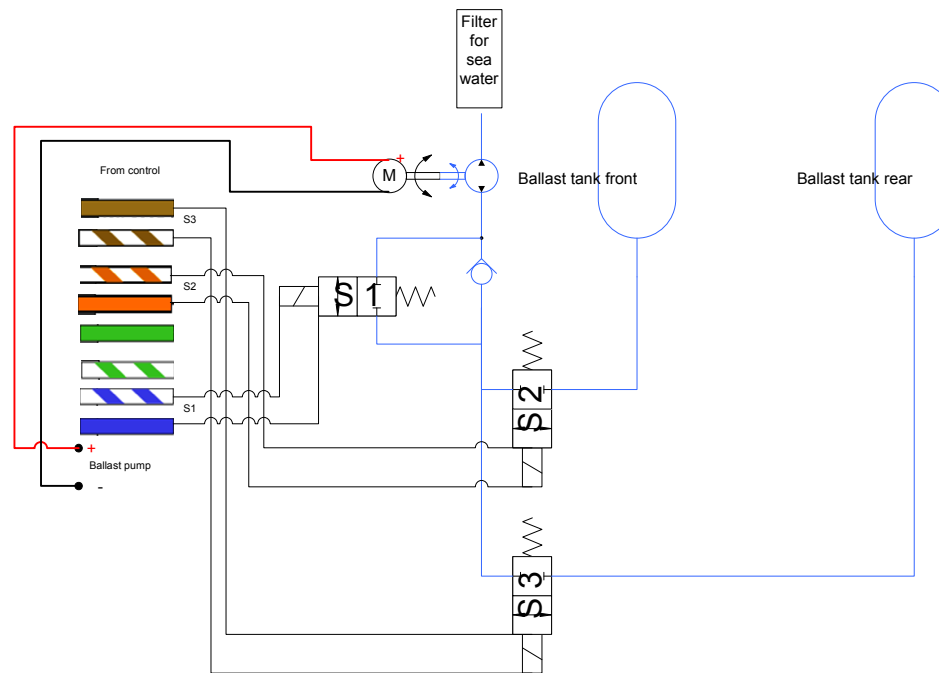 Filter
for
sea
water
+
M
From control
Ballast tank front
Ballast tank rear
S3
S2
S 1
S1
S 2
+
Ballast pump
-
S 3